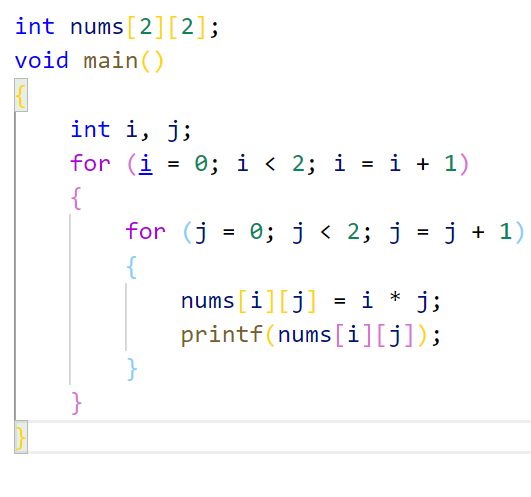 int nums[2][2];
void main()
{
    int i, j;
    for (i = 0; i < 2; i = i + 1)
    {
        for (j = 0; j < 2; j = j + 1)
        {
            nums[i][j] = i * j;
            printf(nums[i][j]);
        }
    }
}